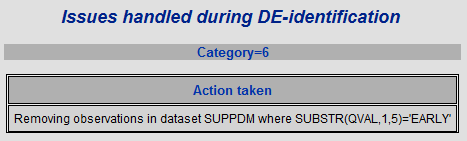 Issues handled during DE-identification
Category=6
Action taken
Removing observations in dataset SUPPDM where SUBSTR(QVAL,1,5)='EARLY'